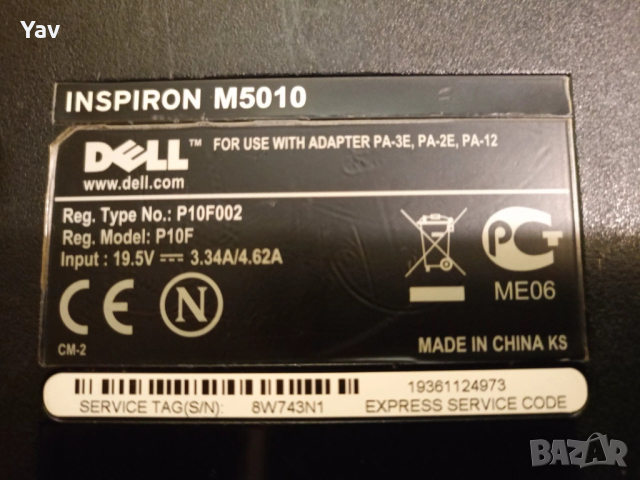 Yav
INSPIRON M5010
DELL™ FOR USE WITH ADAPTER PA-3E, PA-2E, PA-12
www.dell.com
Reg. Type No.: P10F002
Reg. Model: P10F
Input : 19.5V 3.34A/4.62A
CE N PCT
ME06
CM-2 MADE IN CHINA KS
19361124973
SERVICE TAG(S/N): 8W743N1 EXPRESS SERVICE CODE
BAZAR